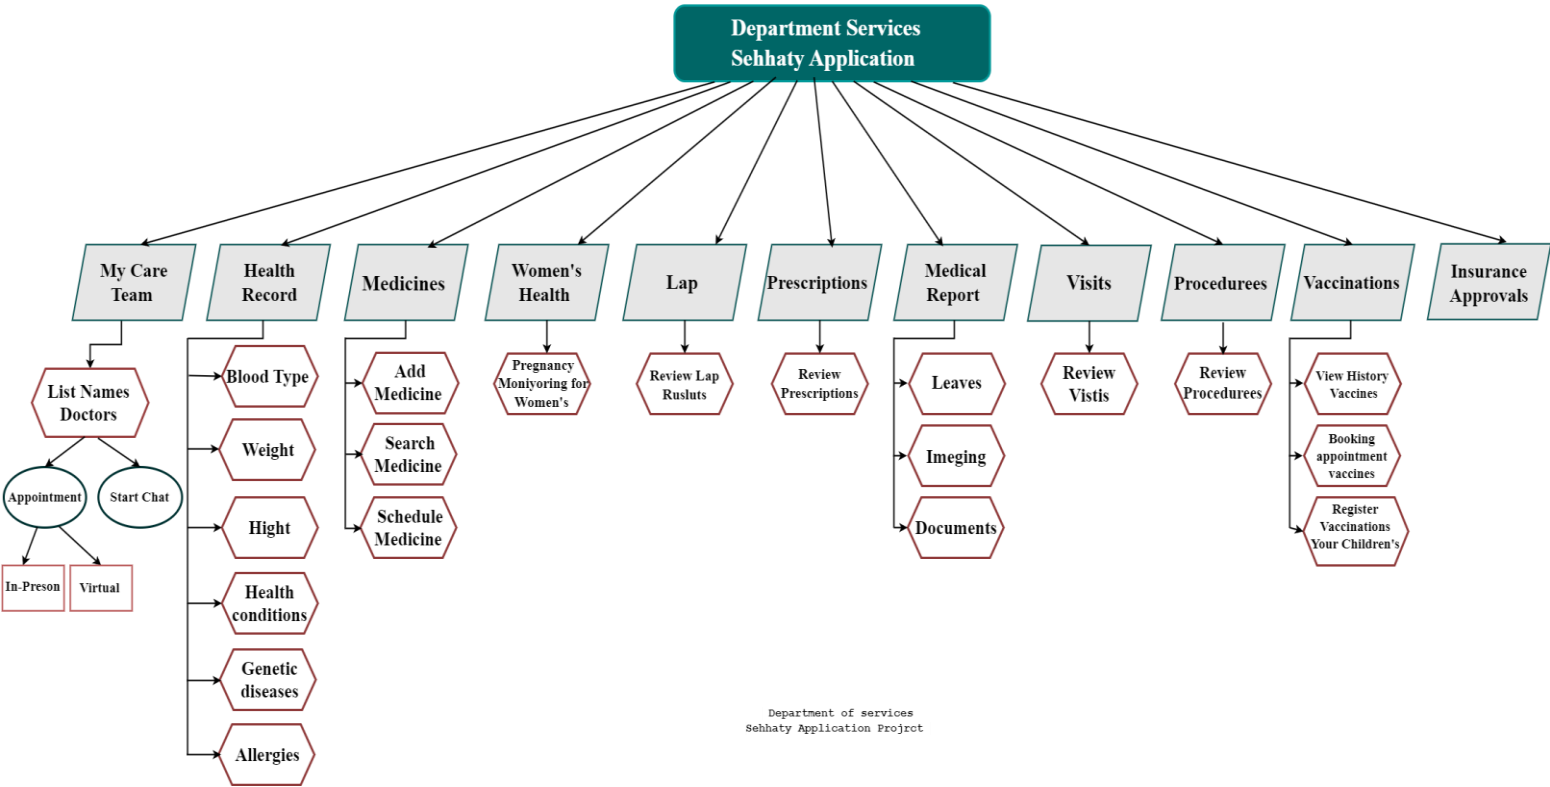 Department Services
Sehhaty Application
My Care
Team
Health
Record
Medicines
Women's
Health
Lap
Prescriptions
Medical
Report
Visits
Procedurees
Vaccinations
Insurance
Approvals
List Names
Doctors
Appointment
Start Chat
In-Preson
Virtual
Blood Type
Weight
Hight
Health
conditions
Genetic
diseases
Allergies
Add
Medicine
Search
Medicine
Schedule
Medicine
Pregnancy
Moniyoring for
Women's
Review Lap
Rusluts
Review
Prescriptions
Leaves
Imeging
Documents
Review
Vistis
Review
Procedurees
View History
Vaccines
Booking
appointment
vaccines
Register
Vaccinations
Your Children's
Department of services
Sehhaty Application Projrct